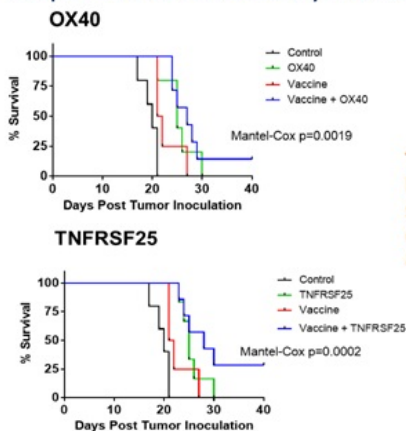 OX40
100
75
50
25
0
% Survival
0 10 20 30 40
Days Post Tumor Inoculation
Control
OX40
Vaccine
Vaccine + OX40
Mantel-Cox p=0.0019
TNFRSF25
100
75
50
25
0
% Survival
0 10 20 30 40
Days Post Tumor Inoculation
Control
TNFRSF25
Vaccine
Vaccine + TNFRSF25
Mantel-Cox p=0.0002